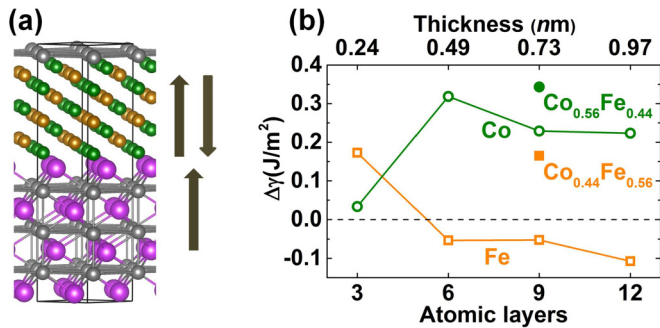 (a)
(b)
Thickness (nm)
0.24 0.49 0.73 0.97
0.4
0.3
0.2
0.1
0.0
-0.1
Δγ(J/m²)
Co₀.₅₆Fe₀.₄₄
Co
Co₀.₄₄Fe₀.₅₆
Fe
3 6 9 12
Atomic layers